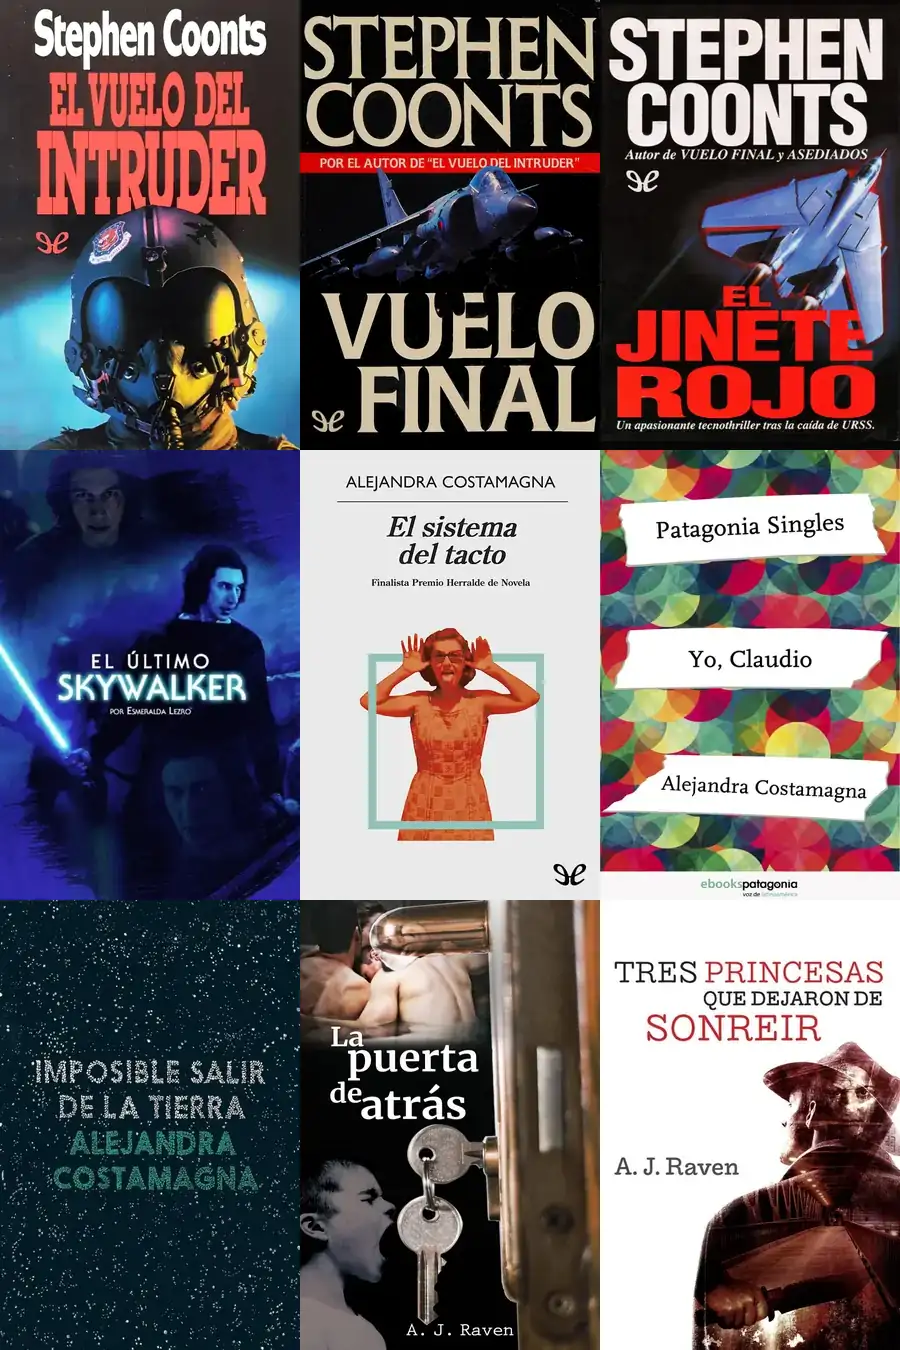 Stephen Coonts
EL VUELO DEL
INTRUDER
STEPHEN
COONTS
POR EL AUTOR DE “EL VUELO DEL INTRUDER”
VUELO
FINAL
STEPHEN
COONTS
Autor de VUELO FINAL y ASEDIADOS
EL
JINETE
ROJO
Un apasionante tecnothriller tras la caída de URSS.
EL ÚLTIMO
SKYWALKER
POR ESMERALDA LEZRO
ALEJANDRA COSTAMAGNA
El sistema
del tacto
Finalista Premio Herralde de Novela
Patagonia Singles
Yo, Claudio
Alejandra Costamagna
ebookspatagonia
voz de latinoamérica
IMPOSIBLE SALIR
DE LA TIERRA
ALEJANDRA
COSTAMAGNA
La
puerta
de atrás
A. J. Raven
TRES PRINCESAS
QUE DEJARON DE
SONREIR
A. J. Raven